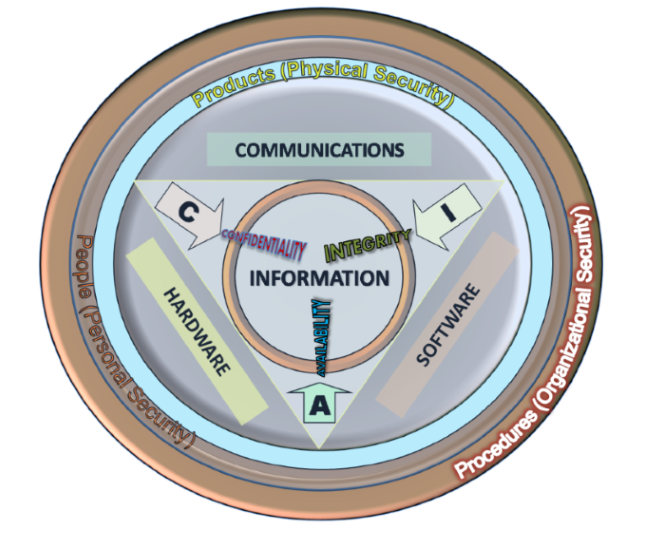 Products (Physical Security)
COMMUNICATIONS
C
I
CONFIDENTIALITY
INTEGRITY
INFORMATION
AVAILABILITY
HARDWARE
SOFTWARE
A
People (Personal Security)
Procedures (Organizational Security)